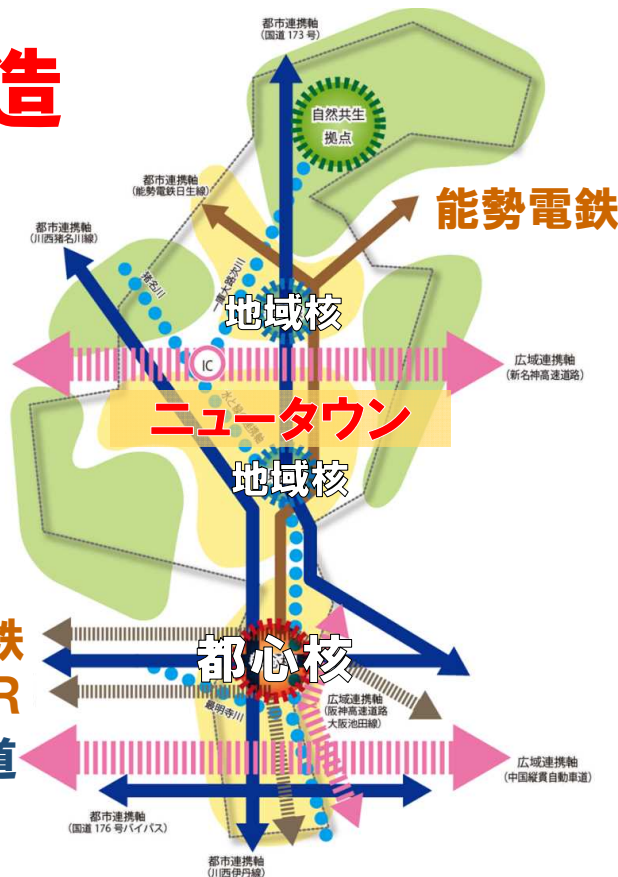 造
都市連携軸
(国道173号)
自然共生
拠点
都市連携軸
(能勢電鉄日生線)
能勢電鉄
都市連携軸
(川西猪名川線)
猪名川
一庫大路次川
地域核
IC
広域連携軸
(新名神高速道路)
ニュータウン
地域核
鉄
都心核
R
道
最明寺川
広域連携軸
(阪神高速道路
大阪池田線)
広域連携軸
(中国縦貫自動車道)
都市連携軸
(国道176号バイパス)
都市連携軸
(川西伊丹線)